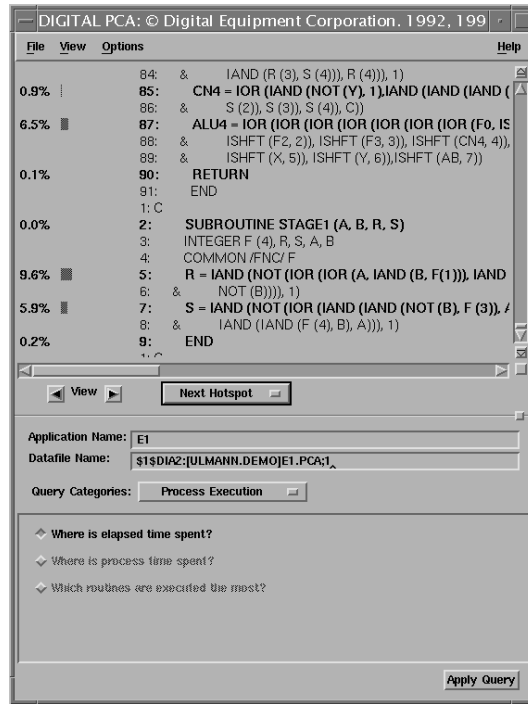 DIGITAL PCA: © Digital Equipment Corporation. 1992, 199
File View Options Help
84: & IAND (R (3), S (4))), R (4))), 1)
0.9% 85: CN4 = IOR (IAND (NOT (Y), 1),IAND (IAND (IAND (
86: & S (2)), S (3)), S (4)), C))
6.5% 87: ALU4 = IOR (IOR (IOR (IOR (IOR (IOR (IOR (F0, IS
88: & ISHFT (F2, 2)), ISHFT (F3, 3)), ISHFT (CN4, 4)),
89: & ISHFT (X, 5)), ISHFT (Y, 6)),ISHFT (AB, 7))
0.1% 90: RETURN
91: END
1: C
0.0% 2: SUBROUTINE STAGE1 (A, B, R, S)
3: INTEGER F (4), R, S, A, B
4: COMMON /FNC/ F
9.6% 5: R = IAND (NOT (IOR (IOR (A, IAND (B, F(1))), IAND
6: & NOT (B)))), 1)
5.9% 7: S = IAND (NOT (IOR (IAND (IAND (NOT (B), F (3)), A
8: & IAND (IAND (F (4), B), A))), 1)
0.2% 9: END
1: C
View Next Hotspot
Application Name: E1
Datafile Name: $1$DIA2:[ULMANN.DEMO]E1.PCA;1
Query Categories: Process Execution
Where is elapsed time spent?
Where is process time spent?
Which routines are executed the most?
Apply Query